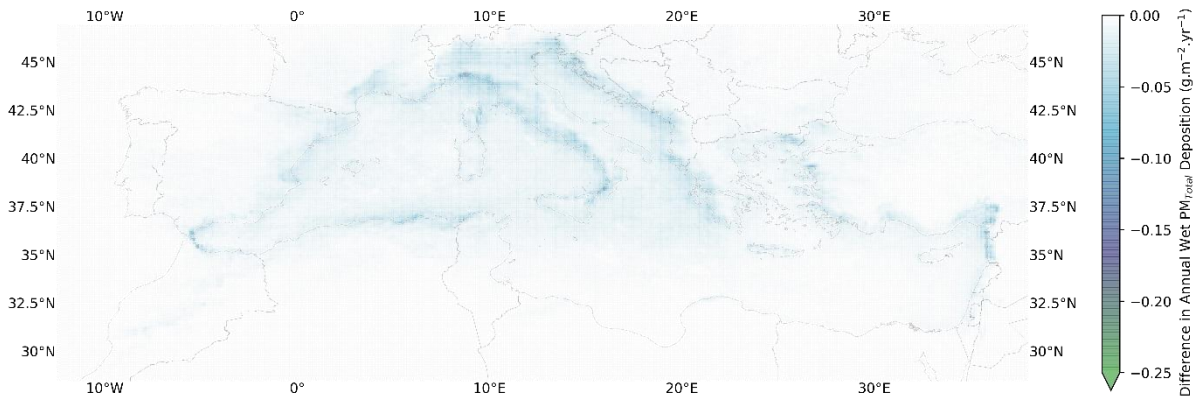 10°W 0° 10°E 20°E 30°E
45°N 45°N
42.5°N 42.5°N
40°N 40°N
37.5°N 37.5°N
35°N 35°N
32.5°N 32.5°N
30°N 30°N
10°W 0° 10°E 20°E 30°E
0.00
−0.05
−0.10
−0.15
−0.20
−0.25
Difference in Annual Wet PM_Total Deposition (g.m⁻².yr⁻¹)